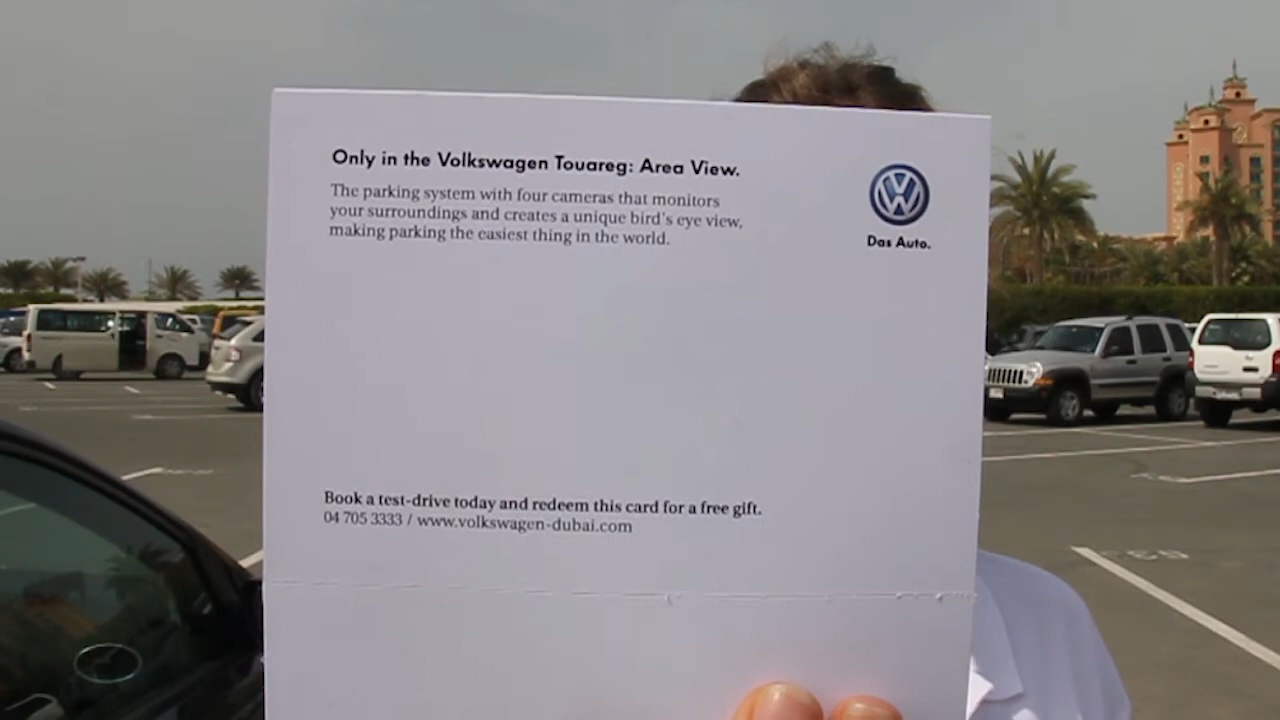 Only in the Volkswagen Touareg: Area View.
The parking system with four cameras that monitors
your surroundings and creates a unique bird's eye view,
making parking the easiest thing in the world.
Das Auto.
Book a test-drive today and redeem this card for a free gift.
04 705 3333 / www.volkswagen-dubai.com